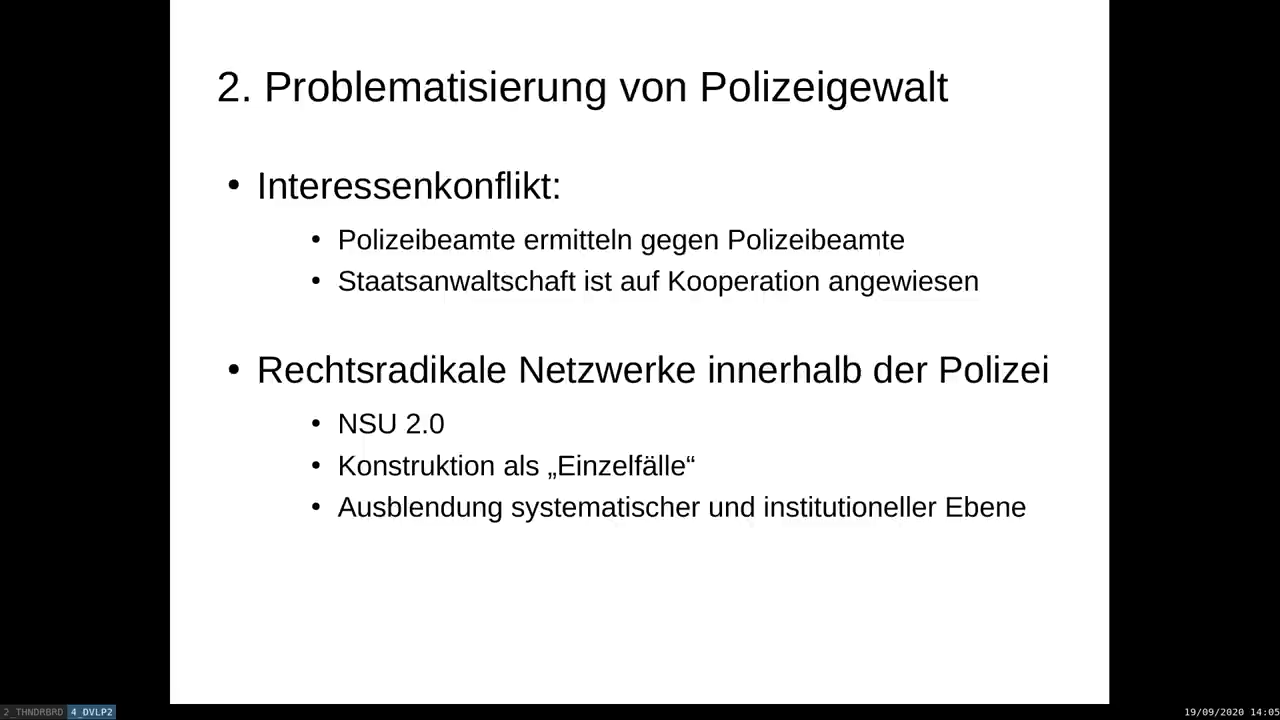 2. Problematisierung von Polizeigewalt
• Interessenkonflikt:
• Polizeibeamte ermitteln gegen Polizeibeamte
• Staatsanwaltschaft ist auf Kooperation angewiesen
• Rechtsradikale Netzwerke innerhalb der Polizei
• NSU 2.0
• Konstruktion als „Einzelfälle“
• Ausblendung systematischer und institutioneller Ebene
2_THNDRBRD 4_DVLP2 19/09/2020 14:05